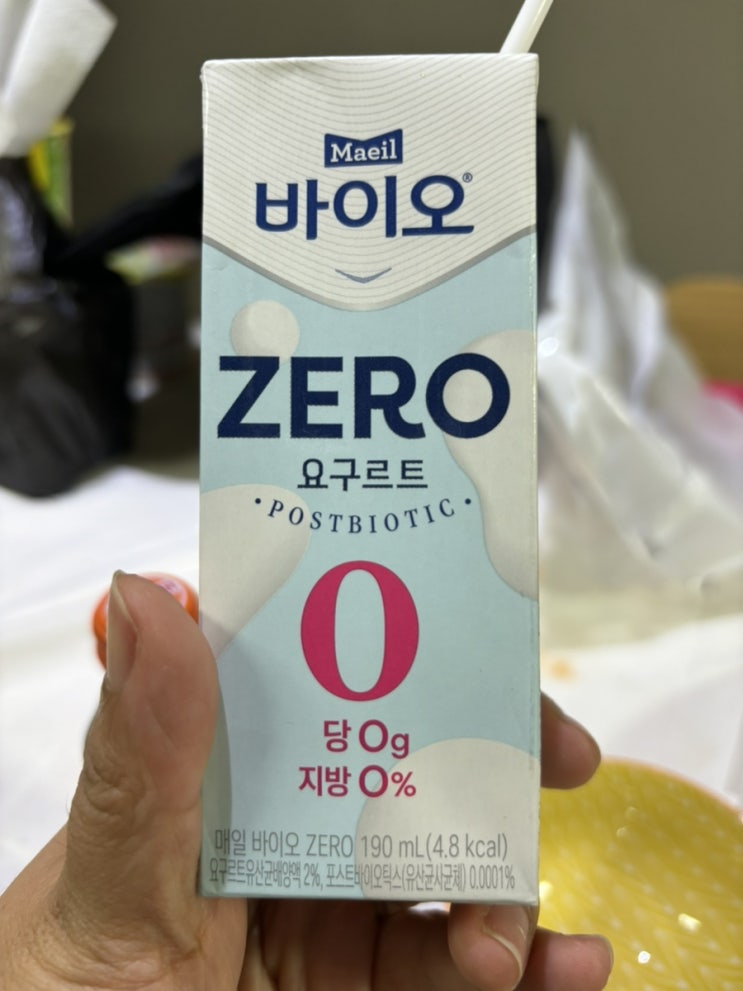 Maeil
바이오®
ZERO
요구르트
• POSTBIOTIC •
0
당 0g
지방 0%
매일 바이오 ZERO 190 mL(4.8 kcal)
요구르트유산균배양액 2%, 포스트바이오틱스(유산균사균체) 0.0001%